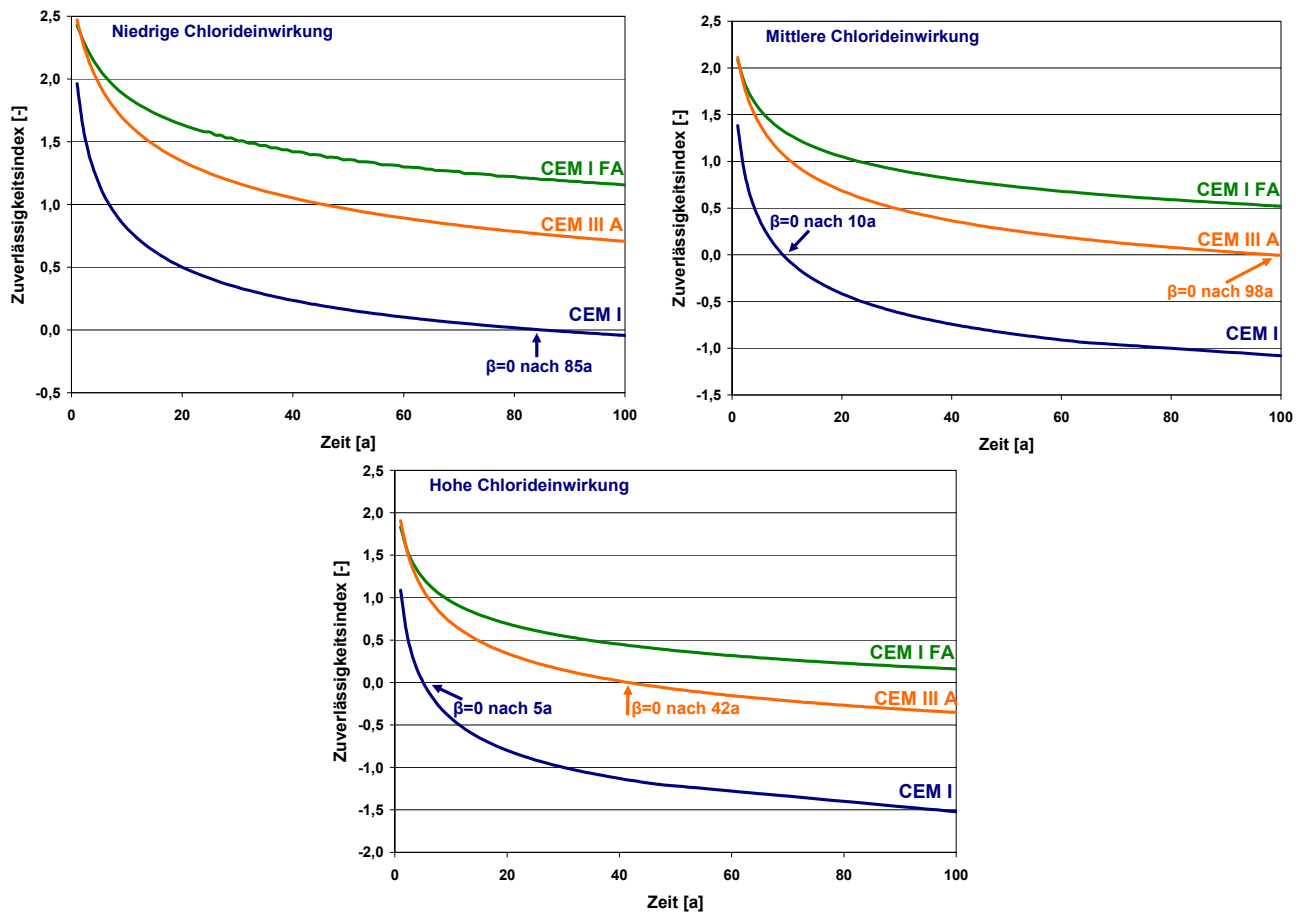 Niedrige Chlorideinwirkung
Zuverlässigkeitsindex [-]
2,5
2,0
1,5
1,0
0,5
0,0
-0,5
CEM I FA
CEM III A
CEM I
β=0 nach 85a
0
20
40
60
80
100
Zeit [a]
Mittlere Chlorideinwirkung
Zuverlässigkeitsindex [-]
2,5
2,0
1,5
1,0
0,5
0,0
-0,5
-1,0
-1,5
CEM I FA
β=0 nach 10a
CEM III A
β=0 nach 98a
CEM I
0
20
40
60
80
100
Zeit [a]
Hohe Chlorideinwirkung
Zuverlässigkeitsindex [-]
2,5
2,0
1,5
1,0
0,5
0,0
-0,5
-1,0
-1,5
-2,0
CEM I FA
CEM III A
β=0 nach 5a
β=0 nach 42a
CEM I
0
20
40
60
80
100
Zeit [a]